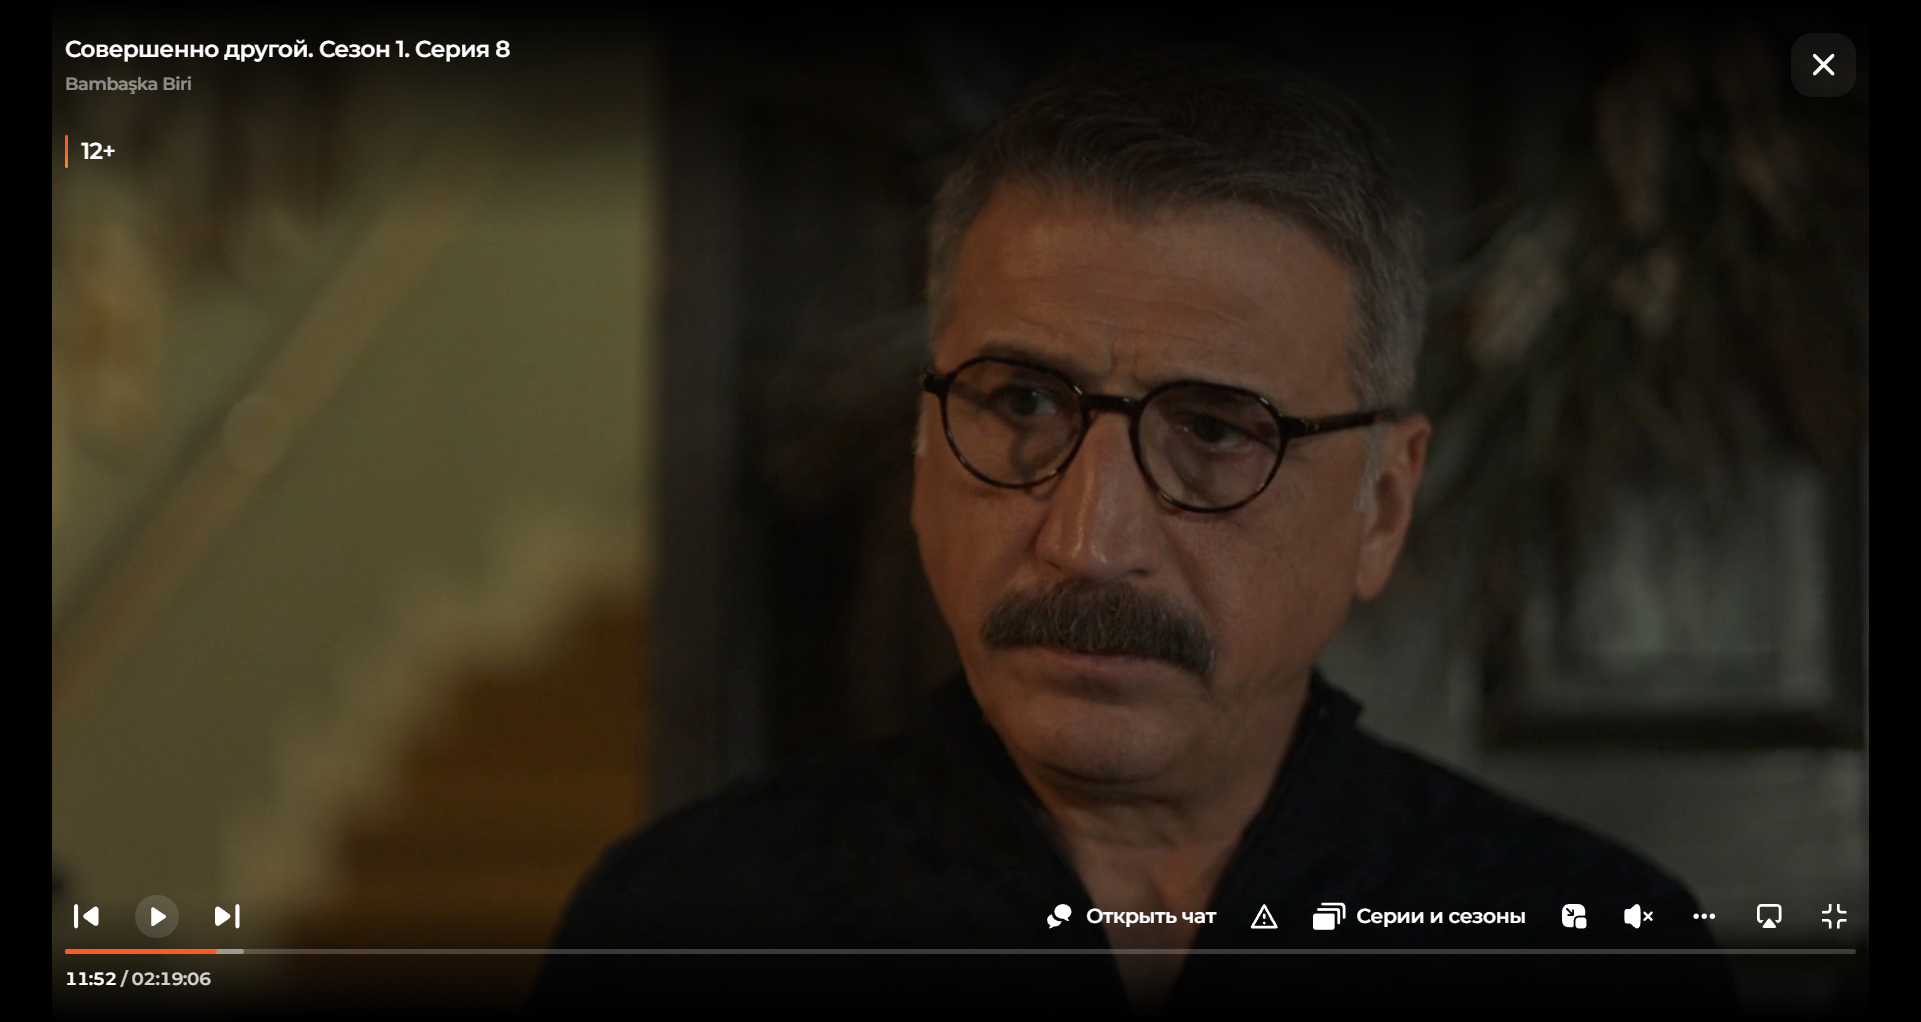 Совершенно другой. Сезон 1. Серия 8
Bambaşka Biri
12+
Открыть чат
Серии и сезоны
11:52 / 02:19:06